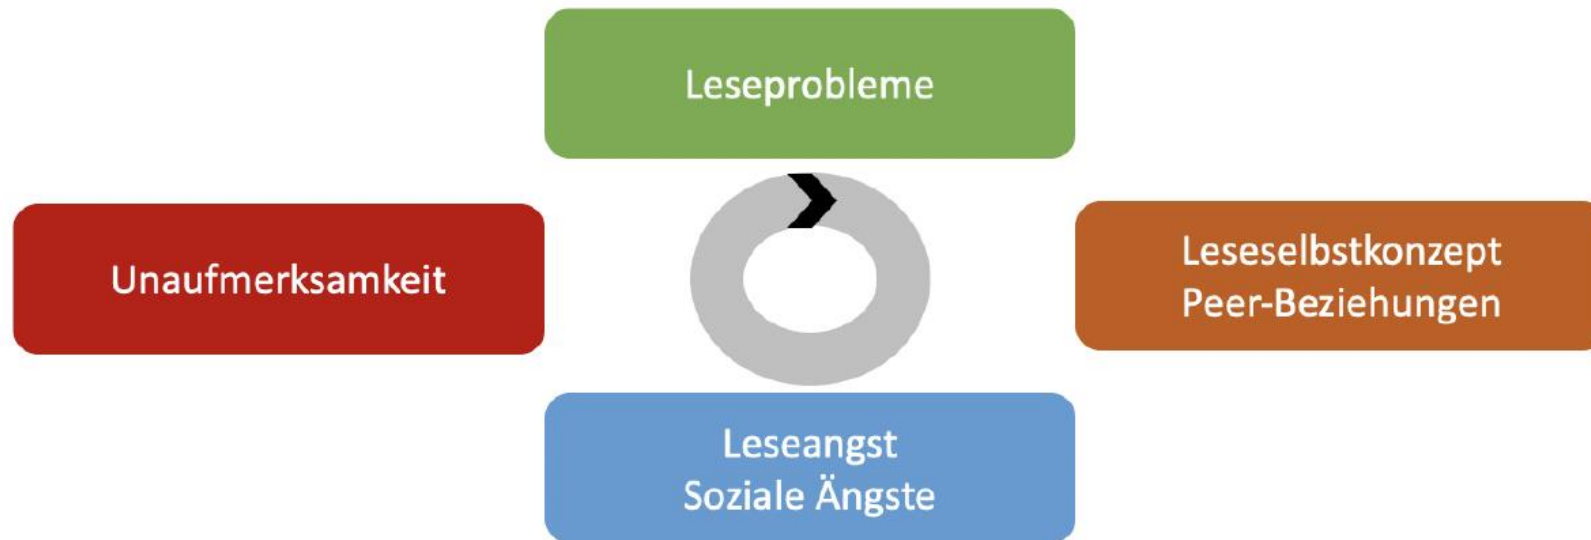 Leseprobleme
Unaufmerksamkeit
Leseselbstkonzept
Peer-Beziehungen
Leseangst
Soziale Ängste